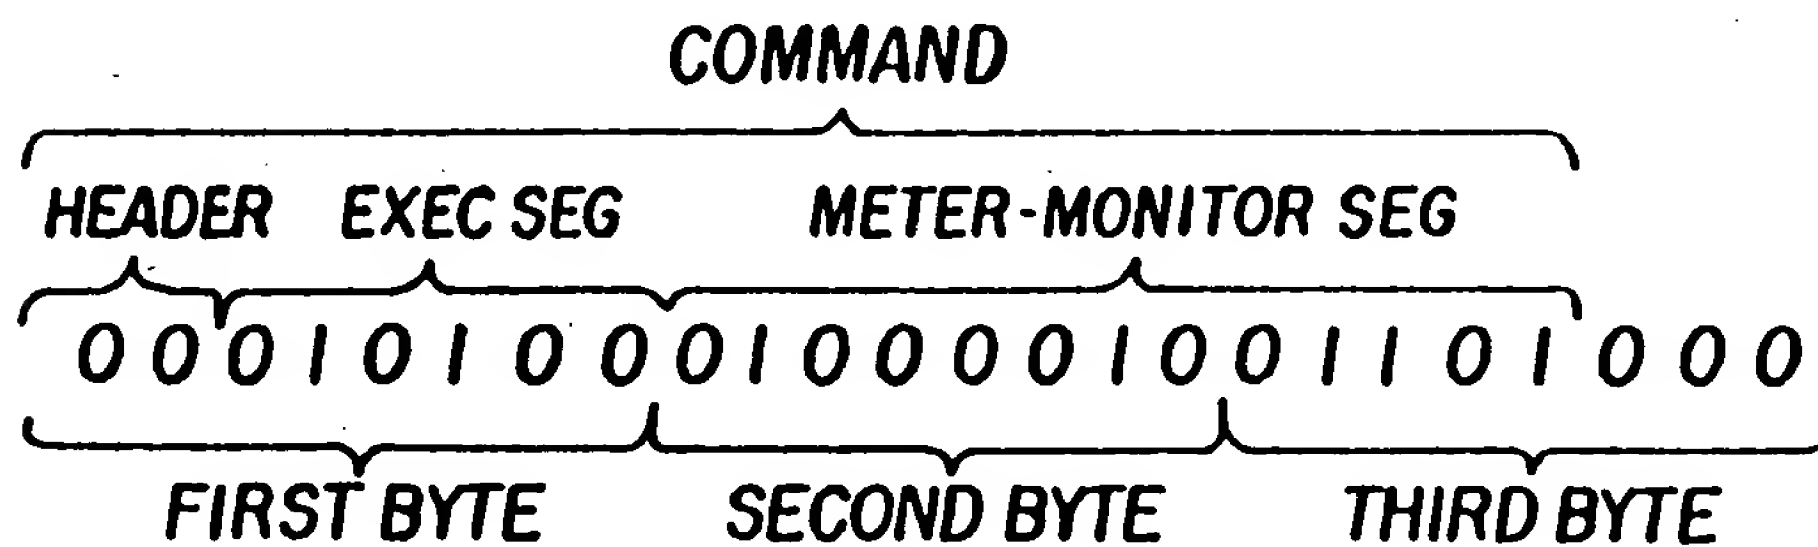 COMMAND
HEADER EXEC SEG METER-MONITOR SEG
0 0 0 1 0 1 0 0 0 1 0 0 0 0 1 0 0 1 1 0 1 0 0 0
FIRST BYTE SECOND BYTE THIRD BYTE